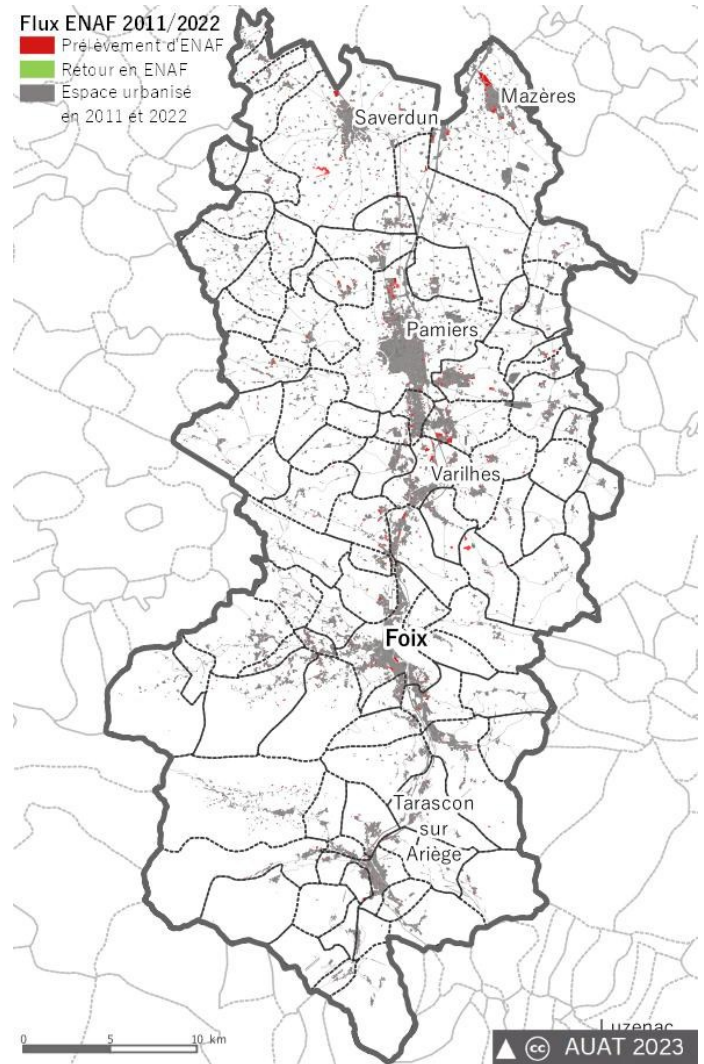 Flux ENAF 2011/2022
Prélèvement d'ENAF
Retour en ENAF
Espace urbanisé
en 2011 et 2022
Mazères
Saverdun
Pamiers
Varilhes
Foix
Tarascon
sur
Ariège
Luzenac
0 5 10 km
cc AUAT 2023